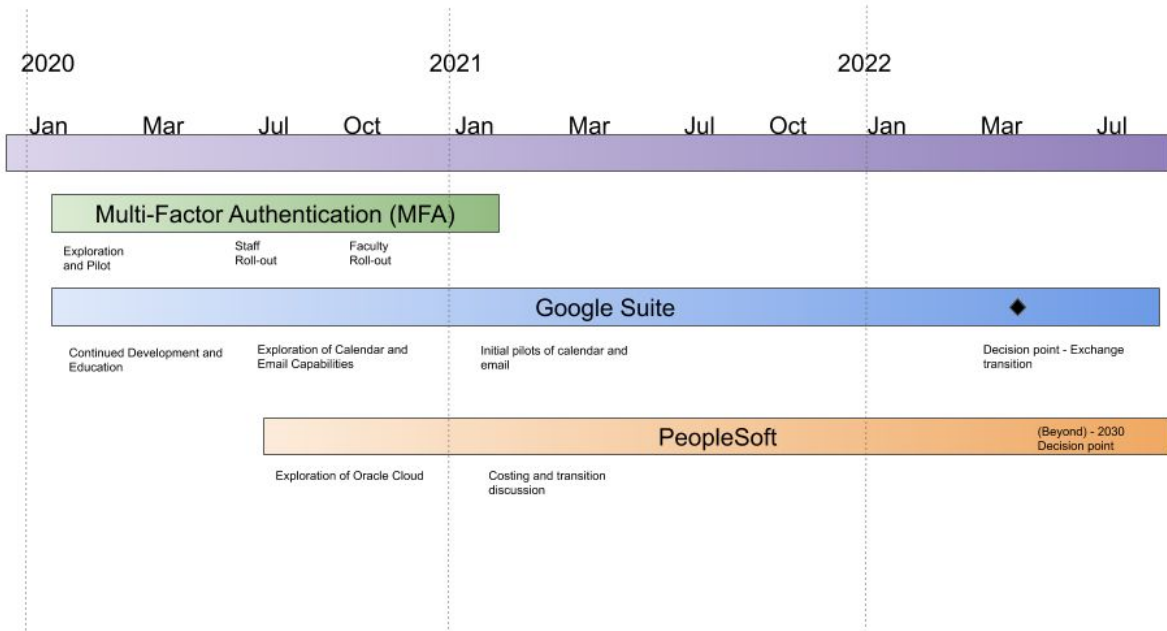 2020 2021 2022
Jan Mar Jul Oct Jan Mar Jul Oct Jan Mar Jul
Multi-Factor Authentication (MFA)
Exploration
and Pilot
Staff
Roll-out
Faculty
Roll-out
Google Suite
Continued Development and
Education
Exploration of Calendar and
Email Capabilities
Initial pilots of calendar and
email
Decision point - Exchange
transition
PeopleSoft
(Beyond) - 2030
Decision point
Exploration of Oracle Cloud
Costing and transition
discussion